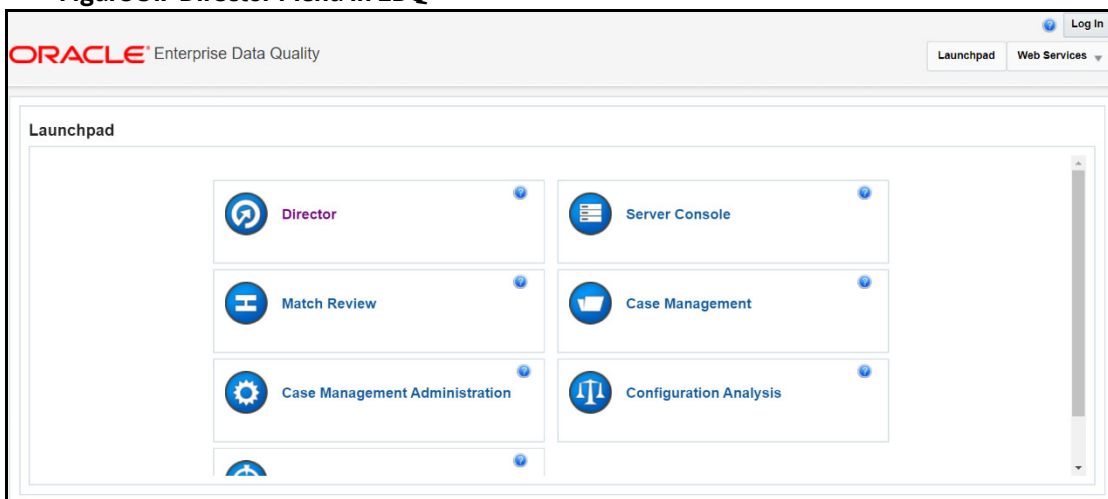 Log In
ORACLE® Enterprise Data Quality
Launchpad Web Services
Launchpad
Director
Server Console
Match Review
Case Management
Case Management Administration
Configuration Analysis